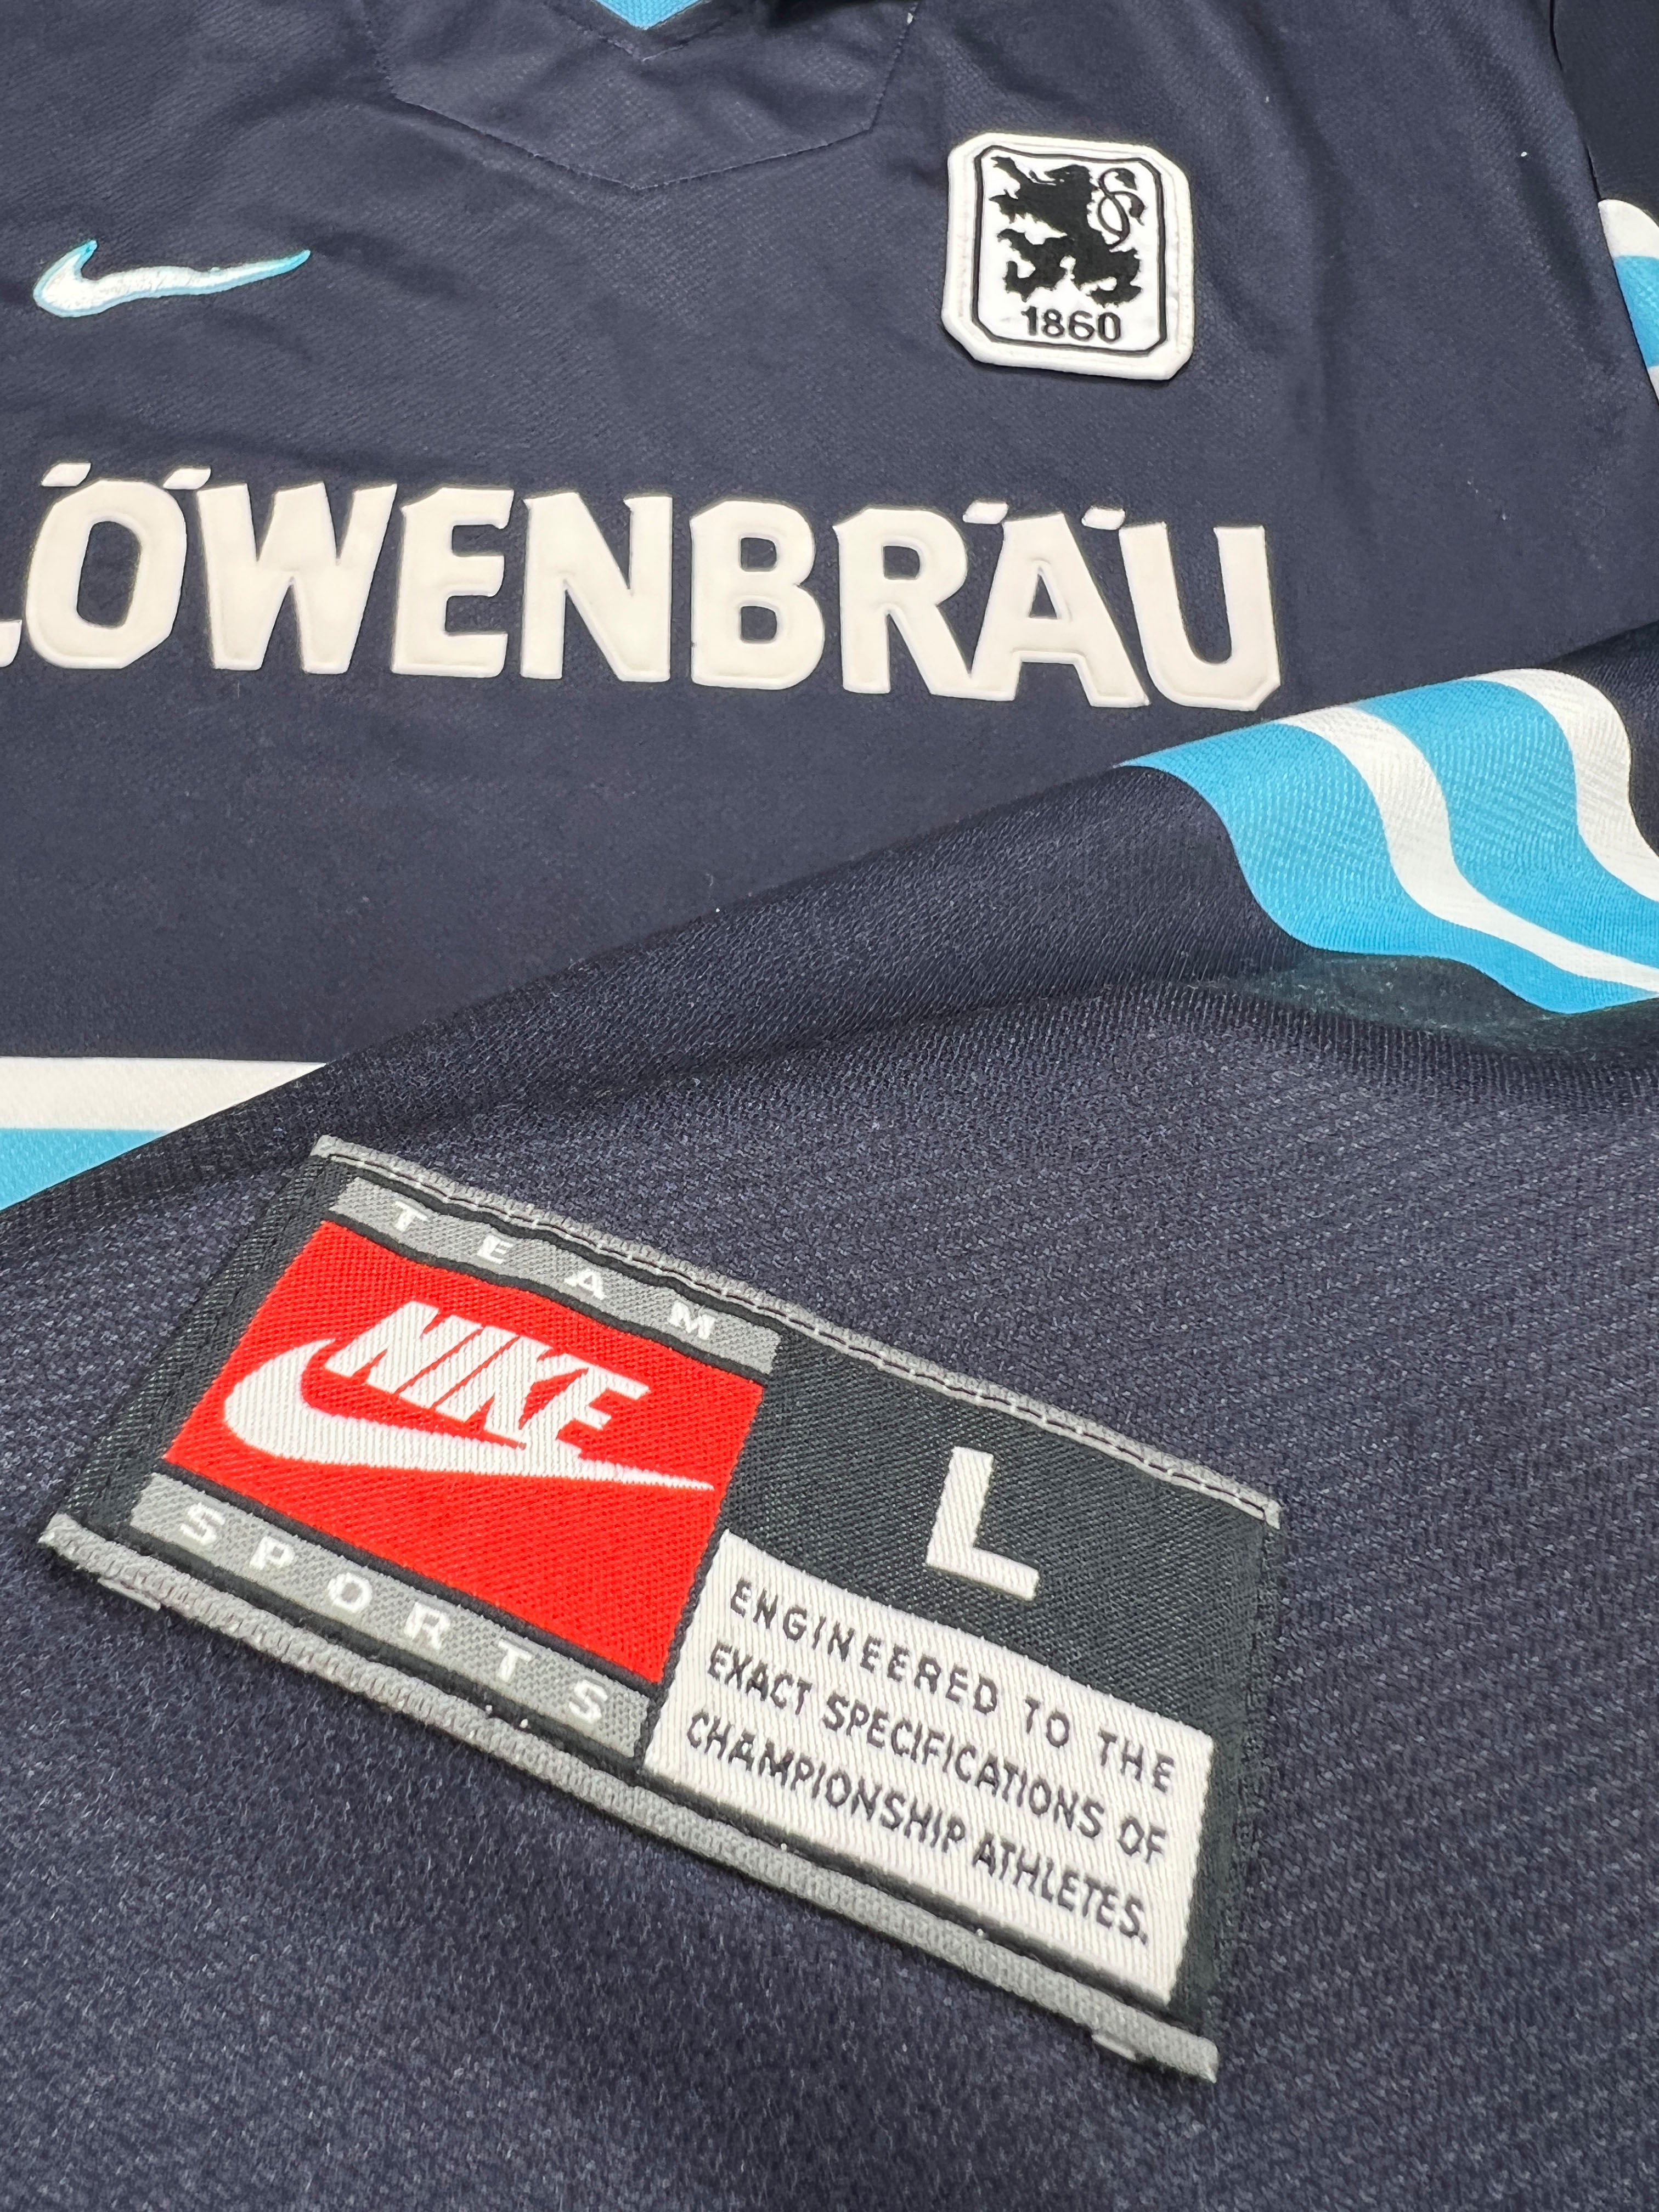 1860
LÖWENBRÄU
TEAM
NIKE
SPORTS
L
ENGINEERED TO THE
EXACT SPECIFICATIONS OF
CHAMPIONSHIP ATHLETES.